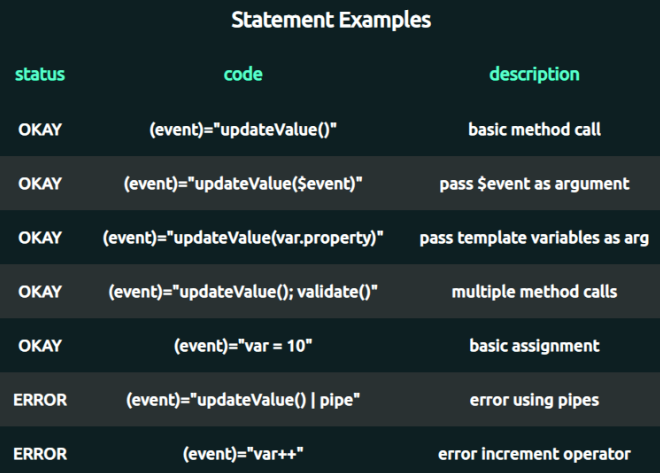 Statement Examples
status code description
OKAY (event)="updateValue()" basic method call
OKAY (event)="updateValue($event)" pass $event as argument
OKAY (event)="updateValue(var.property)" pass template variables as arg
OKAY (event)="updateValue(); validate()" multiple method calls
OKAY (event)="var = 10" basic assignment
ERROR (event)="updateValue() | pipe" error using pipes
ERROR (event)="var++" error increment operator